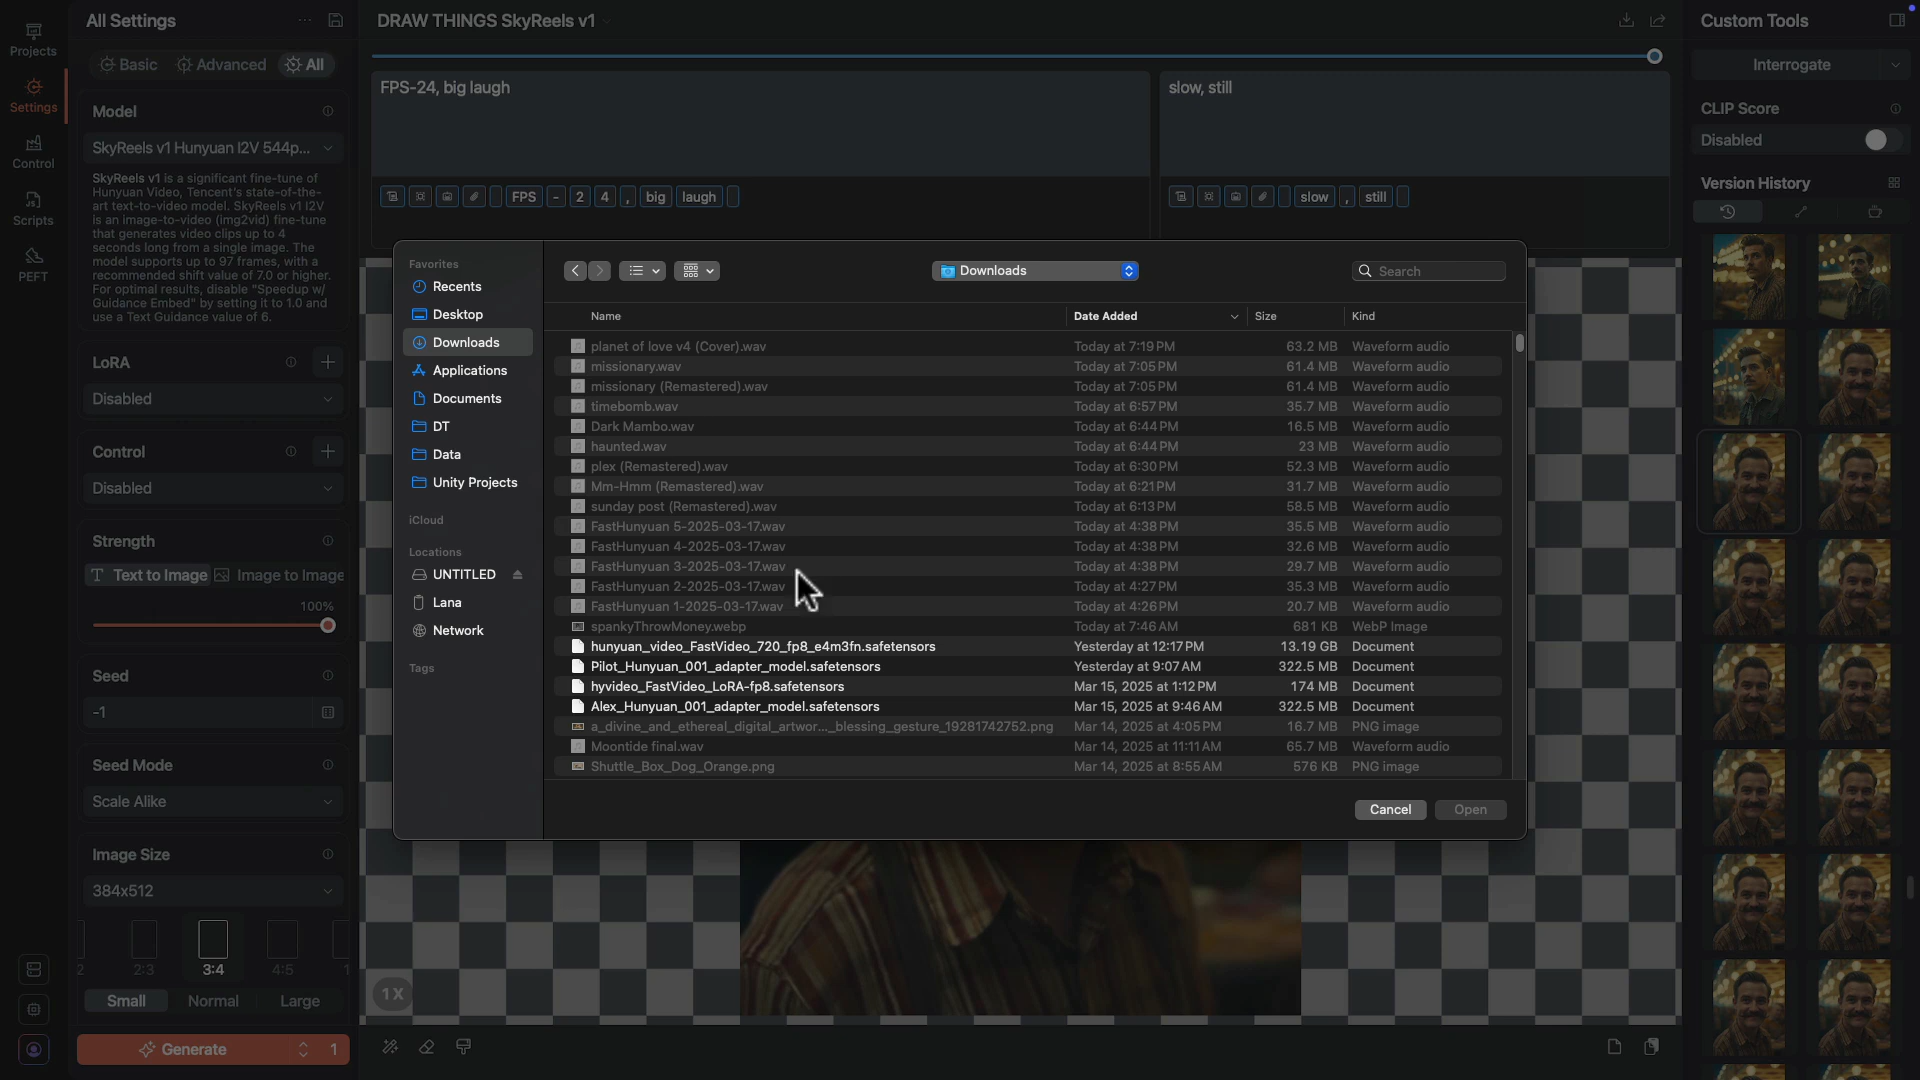 Projects
Settings
Control
Scripts
PEFT
All Settings
Basic
Advanced
All
Model
SkyReels v1 Hunyuan I2V 544p...
SkyReels v1 is a significant fine-tune of
Hunyuan Video, Tencent's state-of-the-
art text-to-video model. SkyReels v1 I2V
is an image-to-video (img2vid) fine-tune
that generates video clips up to 4
seconds long from a single image. The
model supports up to 97 frames, with a
recommended shift value of 7.0 or higher.
For optimal results, disable "Speedup w/
Guidance Embed" by setting it to 1.0 and
use a Text Guidance value of 6.
LoRA
Disabled
Control
Disabled
Strength
Text to Image
Image to Image
100%
Seed
-1
Seed Mode
Scale Alike
Image Size
384x512
2
2:3
3:4
4:5
1
Small
Normal
Large
Generate
1
DRAW THINGS SkyReels v1
FPS-24, big laugh
FPS
-
2
4
,
big
laugh
slow, still
slow
,
still
Favorites
Recents
Desktop
Downloads
Applications
Documents
DT
Data
Unity Projects
iCloud
Locations
UNTITLED
Lana
Network
Tags
Downloads
Search
Name Date Added Size Kind
planet of love v4 (Cover).wav Today at 7:19 PM 63.2 MB Waveform audio
missionary.wav Today at 7:05 PM 61.4 MB Waveform audio
missionary (Remastered).wav Today at 7:05 PM 61.4 MB Waveform audio
timebomb.wav Today at 6:57 PM 35.7 MB Waveform audio
Dark Mambo.wav Today at 6:44 PM 16.5 MB Waveform audio
haunted.wav Today at 6:44 PM 23 MB Waveform audio
plex (Remastered).wav Today at 6:30 PM 52.3 MB Waveform audio
Mm-Hmm (Remastered).wav Today at 6:21 PM 31.7 MB Waveform audio
sunday post (Remastered).wav Today at 6:13 PM 58.5 MB Waveform audio
FastHunyuan 5-2025-03-17.wav Today at 4:38 PM 35.5 MB Waveform audio
FastHunyuan 4-2025-03-17.wav Today at 4:38 PM 32.6 MB Waveform audio
FastHunyuan 3-2025-03-17.wav Today at 4:38 PM 29.7 MB Waveform audio
FastHunyuan 2-2025-03-17.wav Today at 4:27 PM 35.3 MB Waveform audio
FastHunyuan 1-2025-03-17.wav Today at 4:26 PM 20.7 MB Waveform audio
spankyThrowMoney.webp Today at 7:46 AM 681 KB WebP Image
hunyuan_video_FastVideo_720_fp8_e4m3fn.safetensors Yesterday at 12:17 PM 13.19 GB Document
Pilot_Hunyuan_001_adapter_model.safetensors Yesterday at 9:07 AM 322.5 MB Document
hyvideo_FastVideo_LoRA-fp8.safetensors Mar 15, 2025 at 1:12 PM 174 MB Document
Alex_Hunyuan_001_adapter_model.safetensors Mar 15, 2025 at 9:46 AM 322.5 MB Document
a_divine_and_ethereal_digital_artwor..._blessing_gesture_19281742752.png Mar 14, 2025 at 4:05 PM 16.7 MB PNG image
Moontide final.wav Mar 14, 2025 at 11:11 AM 65.7 MB Waveform audio
Shuttle_Box_Dog_Orange.png Mar 14, 2025 at 8:55 AM 576 KB PNG image
Cancel
Open
1X
Custom Tools
Interrogate
CLIP Score
Disabled
Version History